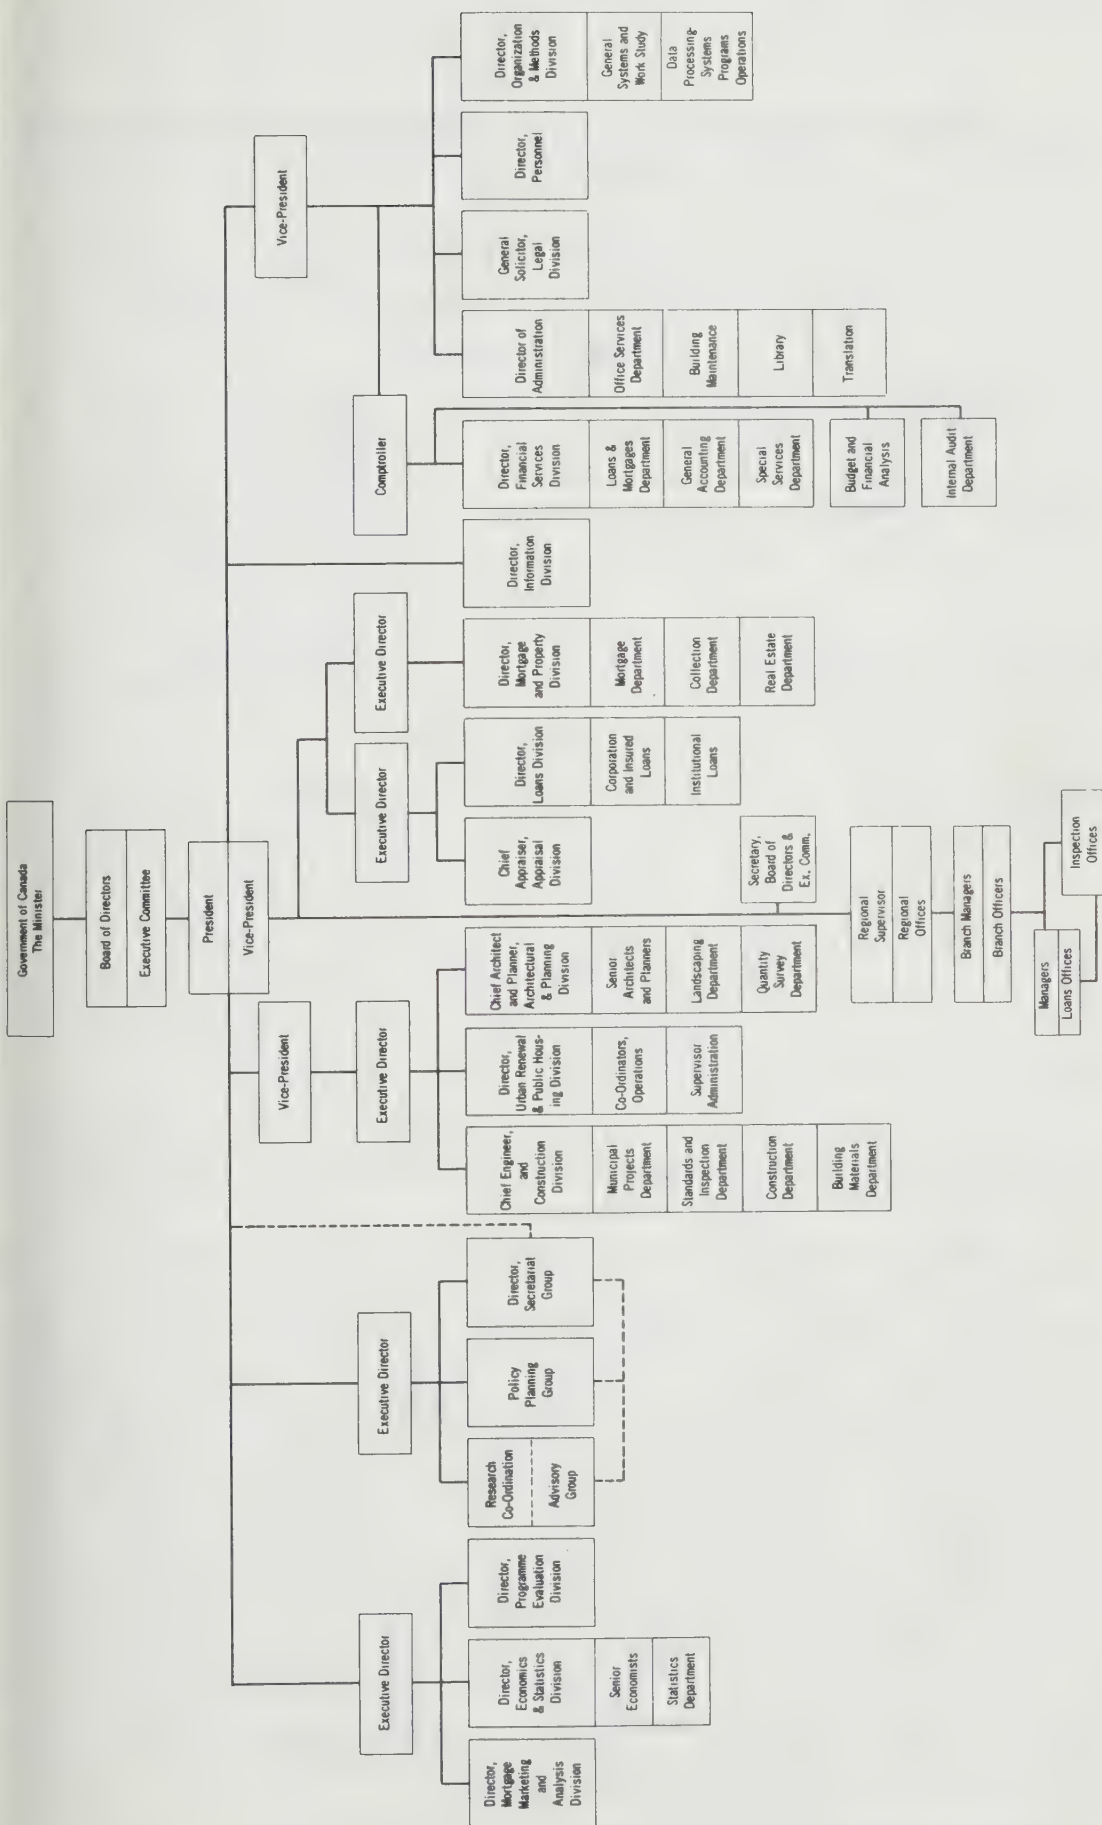 Government of Canada
The Minister
Board of Directors
Executive Committee
President
Vice-President
Executive Director
Director,
Mortgage
Marketing
and
Analysis
Division
Director,
Economics
& Statistics
Division
Senior
Economists
Statistics
Department
Director,
Programme
Evaluation
Division
Executive Director
Research
Co-Ordination
Advisory
Group
Policy
Planning
Group
Director,
Secretariat
Group
Vice-President
Executive Director
Chief Engineer,
and
Construction
Division
Municipal
Projects
Department
Standards and
Inspection
Department
Construction
Department
Building
Materials
Department
Director,
Urban Renewal
& Public Hous-
ing Division
Co-Ordinators,
Operations
Supervisor
Administration
Chief Architect
and Planner,
Architectural
& Planning
Division
Senior
Architects
and Planners
Landscaping
Department
Quantity
Survey
Department
Secretary,
Board of
Directors &
Ex. Comm.
Regional
Supervisor
Regional
Offices
Branch Managers
Branch Officers
Managers
Loans Offices
Inspection
Offices
Executive Director
Chief
Appraiser,
Appraisal
Division
Director,
Loans Division
Corporation
and Insured
Loans
Institutional
Loans
Executive Director
Director,
Mortgage
and Property
Division
Mortgage
Department
Collection
Department
Real Estate
Department
Director,
Information
Division
Vice-President
Comptroller
Director,
Financial
Services
Division
Loans &
Mortgages
Department
General
Accounting
Department
Special
Services
Department
Budget and
Financial
Analysis
Internal Audit
Department
Director of
Administration
Office Services
Department
Building
Maintenance
Library
Translation
General
Solicitor,
Legal
Division
Director,
Personnel
Director,
Organization
& Methods
Division
General
Systems and
Work Study
Data
Processing-
Systems
Programs
Operations